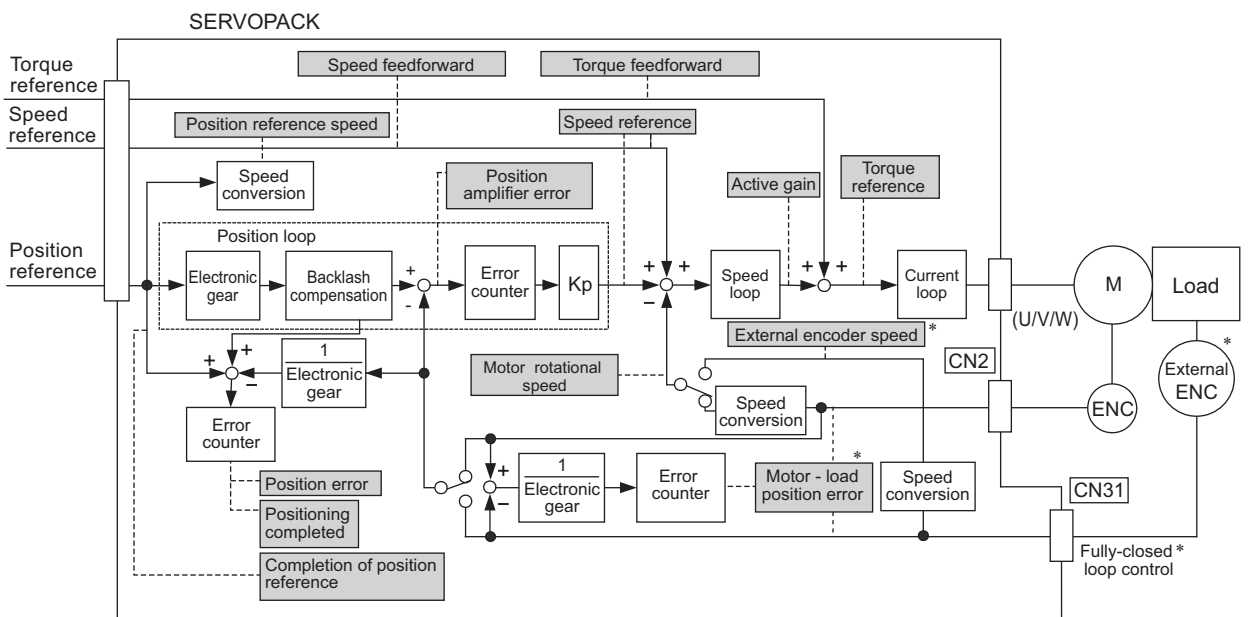 SERVOPACK
Torque
reference
Speed feedforward
Torque feedforward
Speed
reference
Position reference speed
Speed reference
Speed
conversion
Position
amplifier error
Active gain
Torque
reference
Position
reference
Position loop
Electronic
gear
Backlash
compensation
+
-
Error
counter
Kp
+
+
−
Speed
loop
+
+
Current
loop
M
Load
(U/V/W)
External encoder speed *
CN2
*
External
ENC
+
+
−
1
Electronic
gear
Motor rotational
speed
Speed
conversion
ENC
Error
counter
+
−
1
Electronic
gear
Error
counter
*
Motor - load
position error
Speed
conversion
CN31
Position error
Positioning
completed
Completion of position
reference
Fully-closed *
loop control